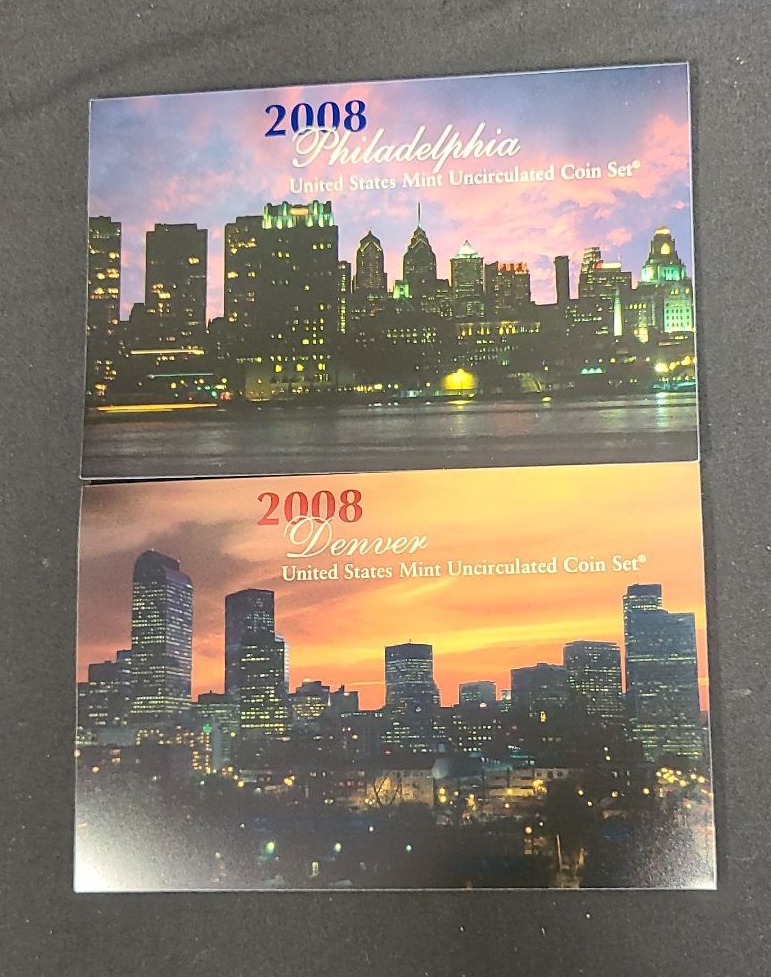 2008
Philadelphia
United States Mint Uncirculated Coin Set®
2008
Denver
United States Mint Uncirculated Coin Set®